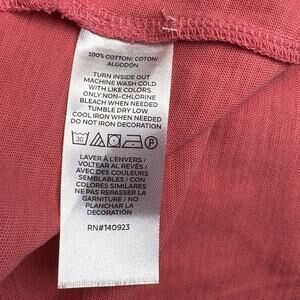 100% COTTON/ COTON/
ALGODÓN
TURN INSIDE OUT
MACHINE WASH COLD
WITH LIKE COLORS
ONLY NON-CHLORINE
BLEACH WHEN NEEDED
TUMBLE DRY LOW
COOL IRON WHEN NEEDED
DO NOT IRON DECORATION
30 P
LAVER À L'ENVERS /
VOLTEAR AL REVÉS /
AVEC DES COULEURS
SEMBLABLES / CON
COLORES SIMILARES
NE PAS REPASSER LA
GARNITURE / NO
PLANCHAR LA
DECORACIÓN
RN#140923